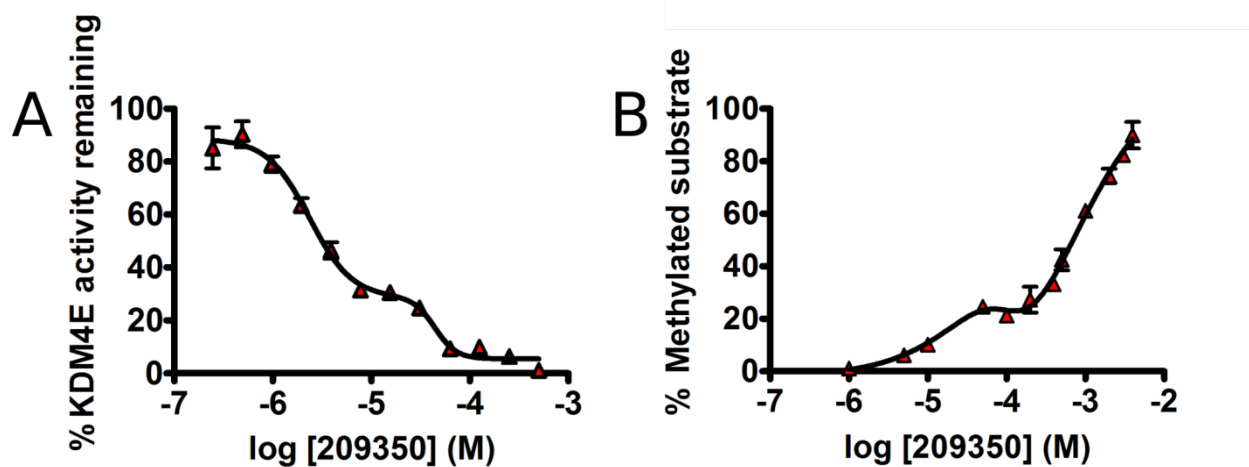 A
% KDM4E activity remaining
100
80
60
40
20
0
-7 -6 -5 -4 -3
log [209350] (M)
B
% Methylated substrate
100
80
60
40
20
0
-7 -6 -5 -4 -3 -2
log [209350] (M)